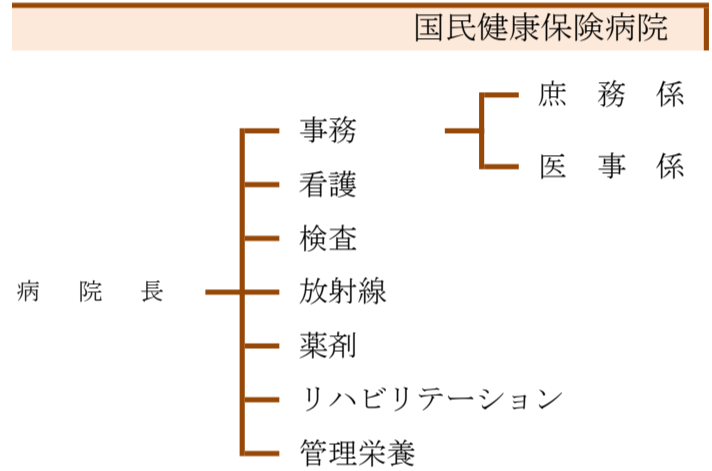 国民健康保険病院
庶務係
事務
医事係
看護
検査
病院長
放射線
薬剤
リハビリテーション
管理栄養